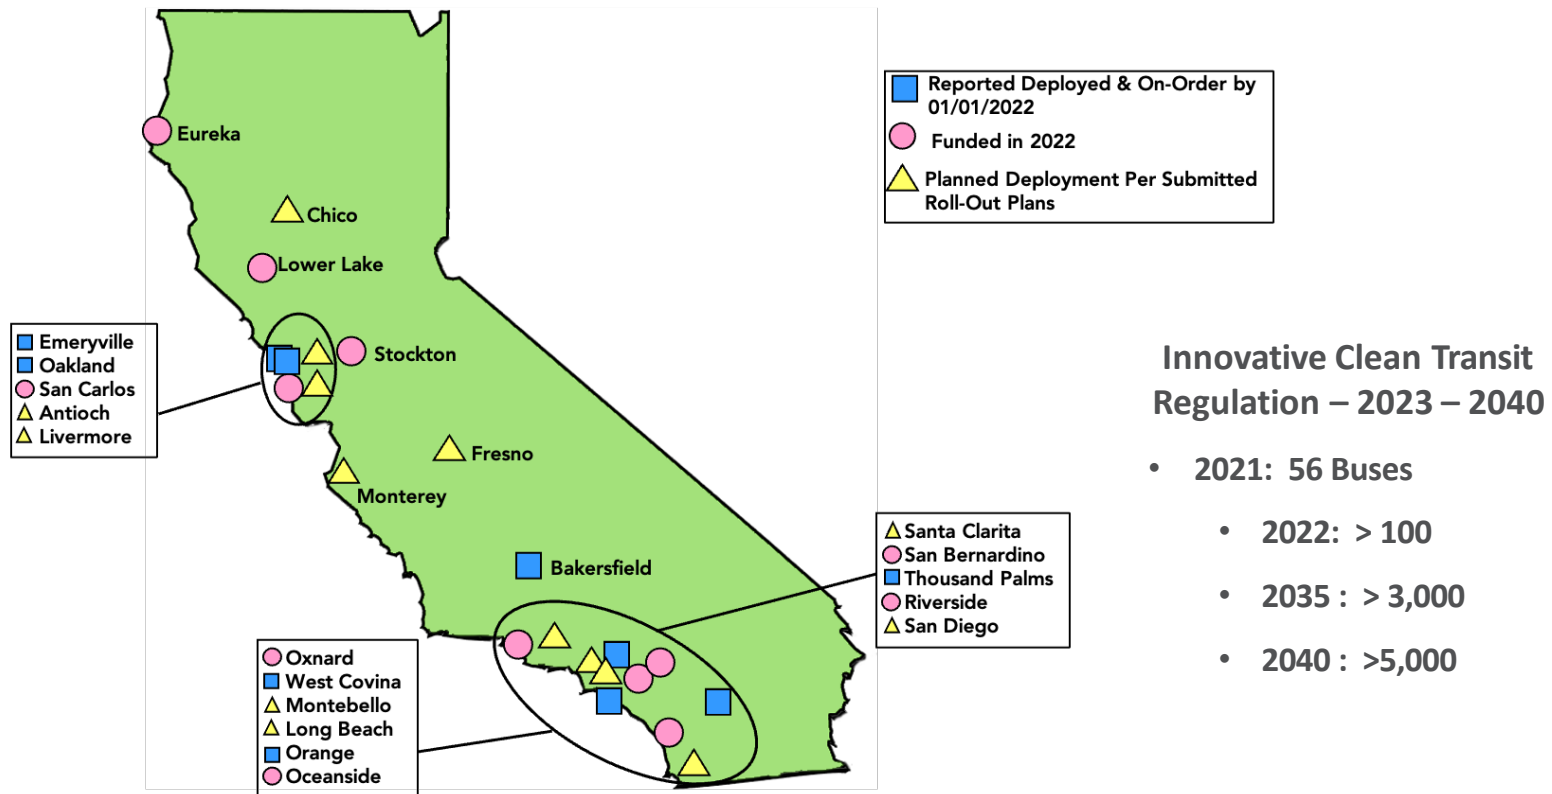 Reported Deployed & On-Order by
01/01/2022
Funded in 2022
Planned Deployment Per Submitted
Roll-Out Plans
Eureka
Chico
Lower Lake
Stockton
Fresno
Monterey
Bakersfield
Emeryville
Oakland
San Carlos
Antioch
Livermore
Santa Clarita
San Bernardino
Thousand Palms
Riverside
San Diego
Oxnard
West Covina
Montebello
Long Beach
Orange
Oceanside
Innovative Clean Transit
Regulation – 2023 – 2040
• 2021: 56 Buses
• 2022: > 100
• 2035 : > 3,000
• 2040 : >5,000